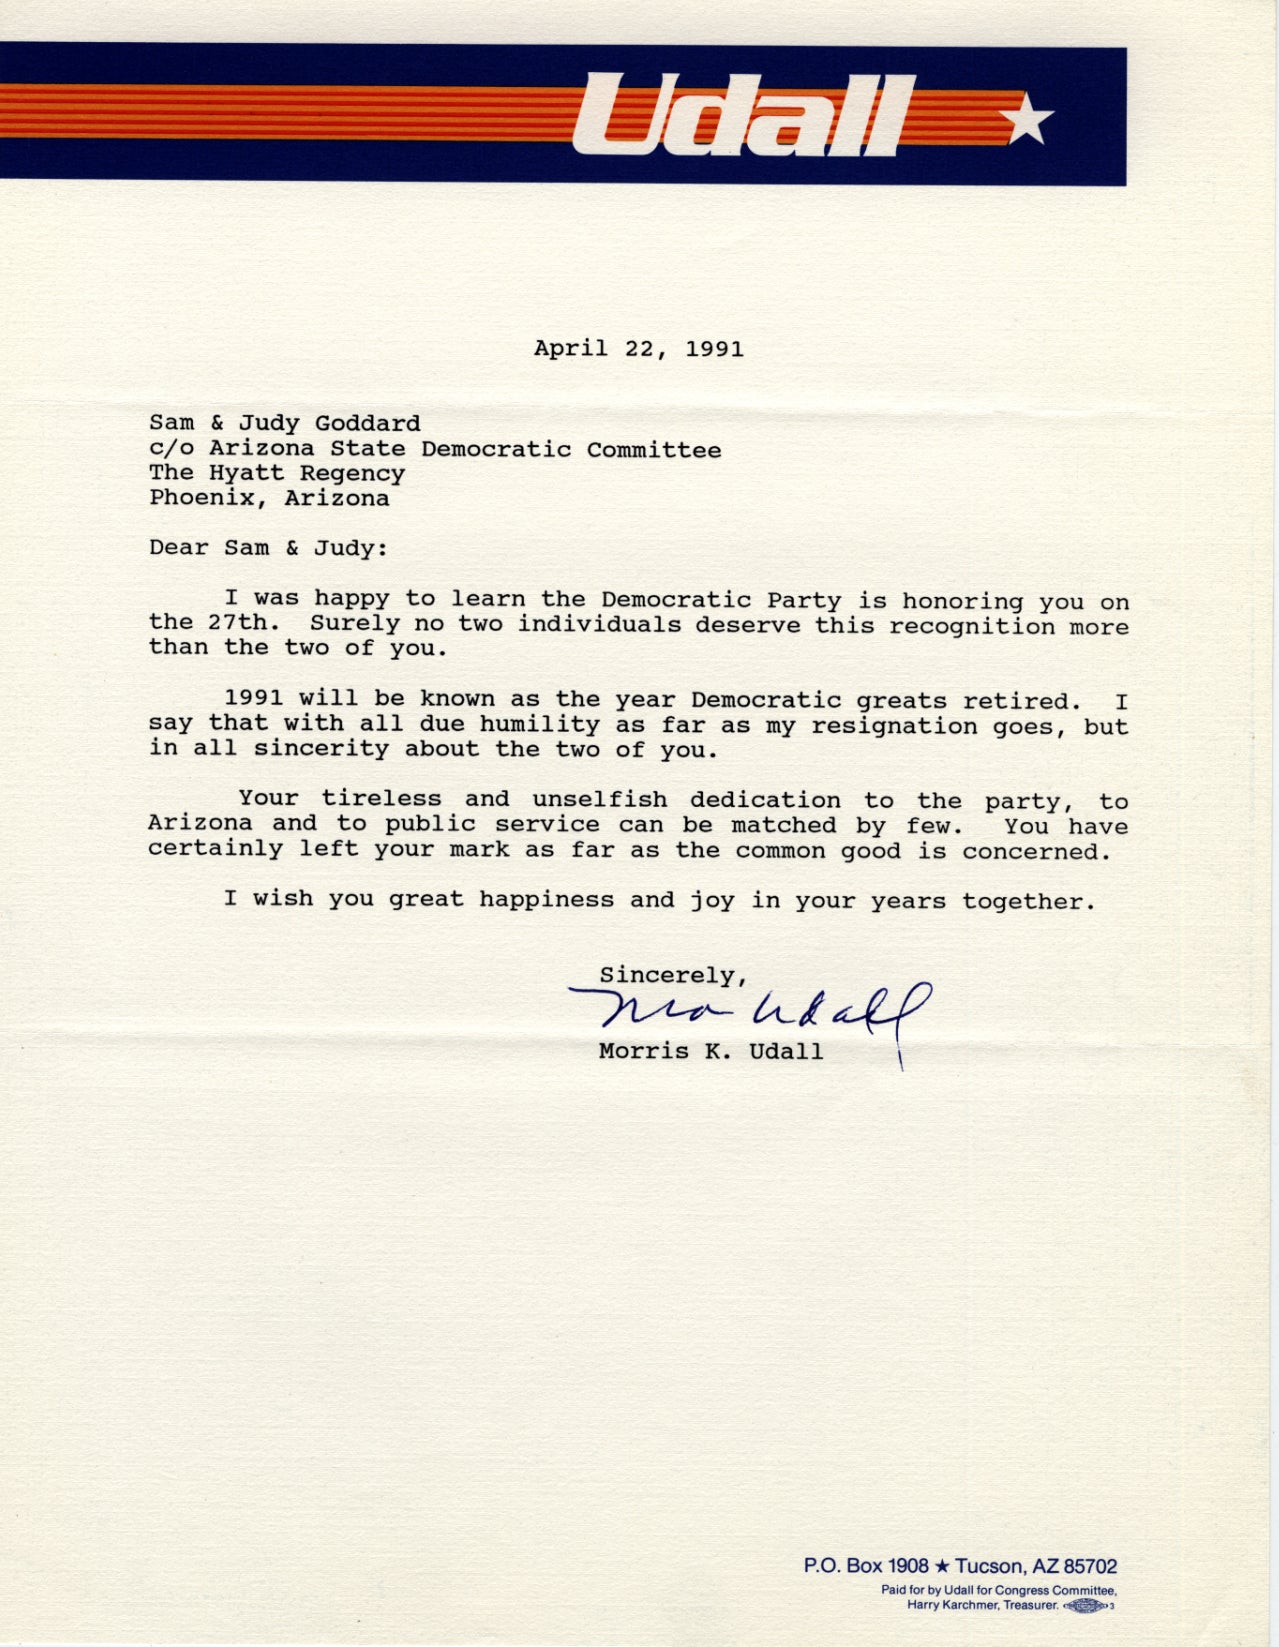 Udall
April 22, 1991
Sam & Judy Goddard
c/o Arizona State Democratic Committee
The Hyatt Regency
Phoenix, Arizona
Dear Sam & Judy:
I was happy to learn the Democratic Party is honoring you on
the 27th. Surely no two individuals deserve this recognition more
than the two of you.
1991 will be known as the year Democratic greats retired. I
say that with all due humility as far as my resignation goes, but
in all sincerity about the two of you.
Your tireless and unselfish dedication to the party, to
Arizona and to public service can be matched by few. You have
certainly left your mark as far as the common good is concerned.
I wish you great happiness and joy in your years together.
Sincerely,
Mo Udall
Morris K. Udall
P.O. Box 1908 ★ Tucson, AZ 85702
Paid for by Udall for Congress Committee,
Harry Karchmer, Treasurer. 3